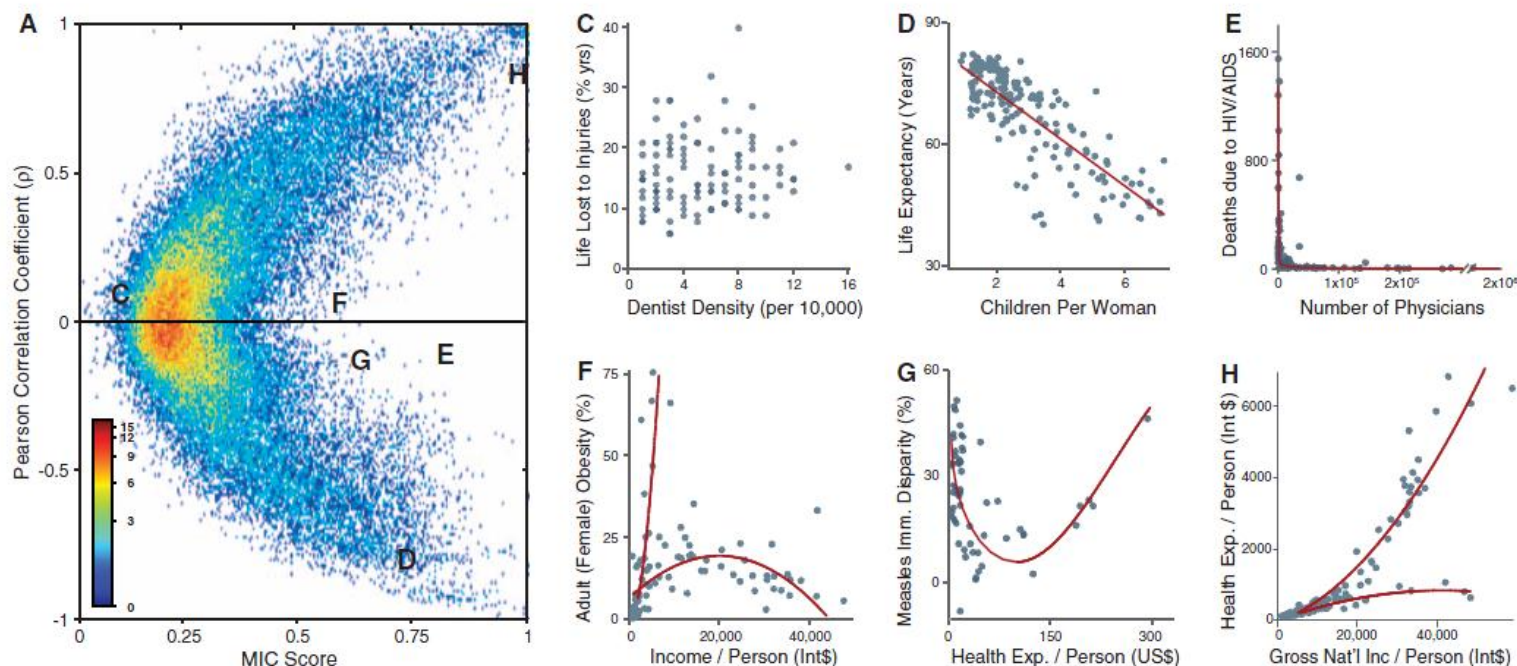 A
Pearson Correlation Coefficient (ρ)
1
0.5
0
-0.5
-1
C
H
F
G
E
D
15
12
9
6
3
0
0
0.25
0.5
0.75
1
MIC Score
C
Life Lost to Injuries (% yrs)
40
30
20
10
0
0
4
8
12
16
Dentist Density (per 10,000)
D
Life Expectancy (Years)
90
60
30
2
4
6
Children Per Woman
E
Deaths due to HIV/AIDS
1600
800
0
0
1x10⁵
2x10⁵
2x10⁶
Number of Physicians
F
Adult (Female) Obesity (%)
75
50
25
0
0
20,000
40,000
Income / Person (Int$)
G
Measles Imm. Disparity (%)
60
30
0
0
150
300
Health Exp. / Person (US$)
H
Health Exp. / Person (Int $)
6000
4000
2000
0
20,000
40,000
Gross Nat'l Inc / Person (Int$)